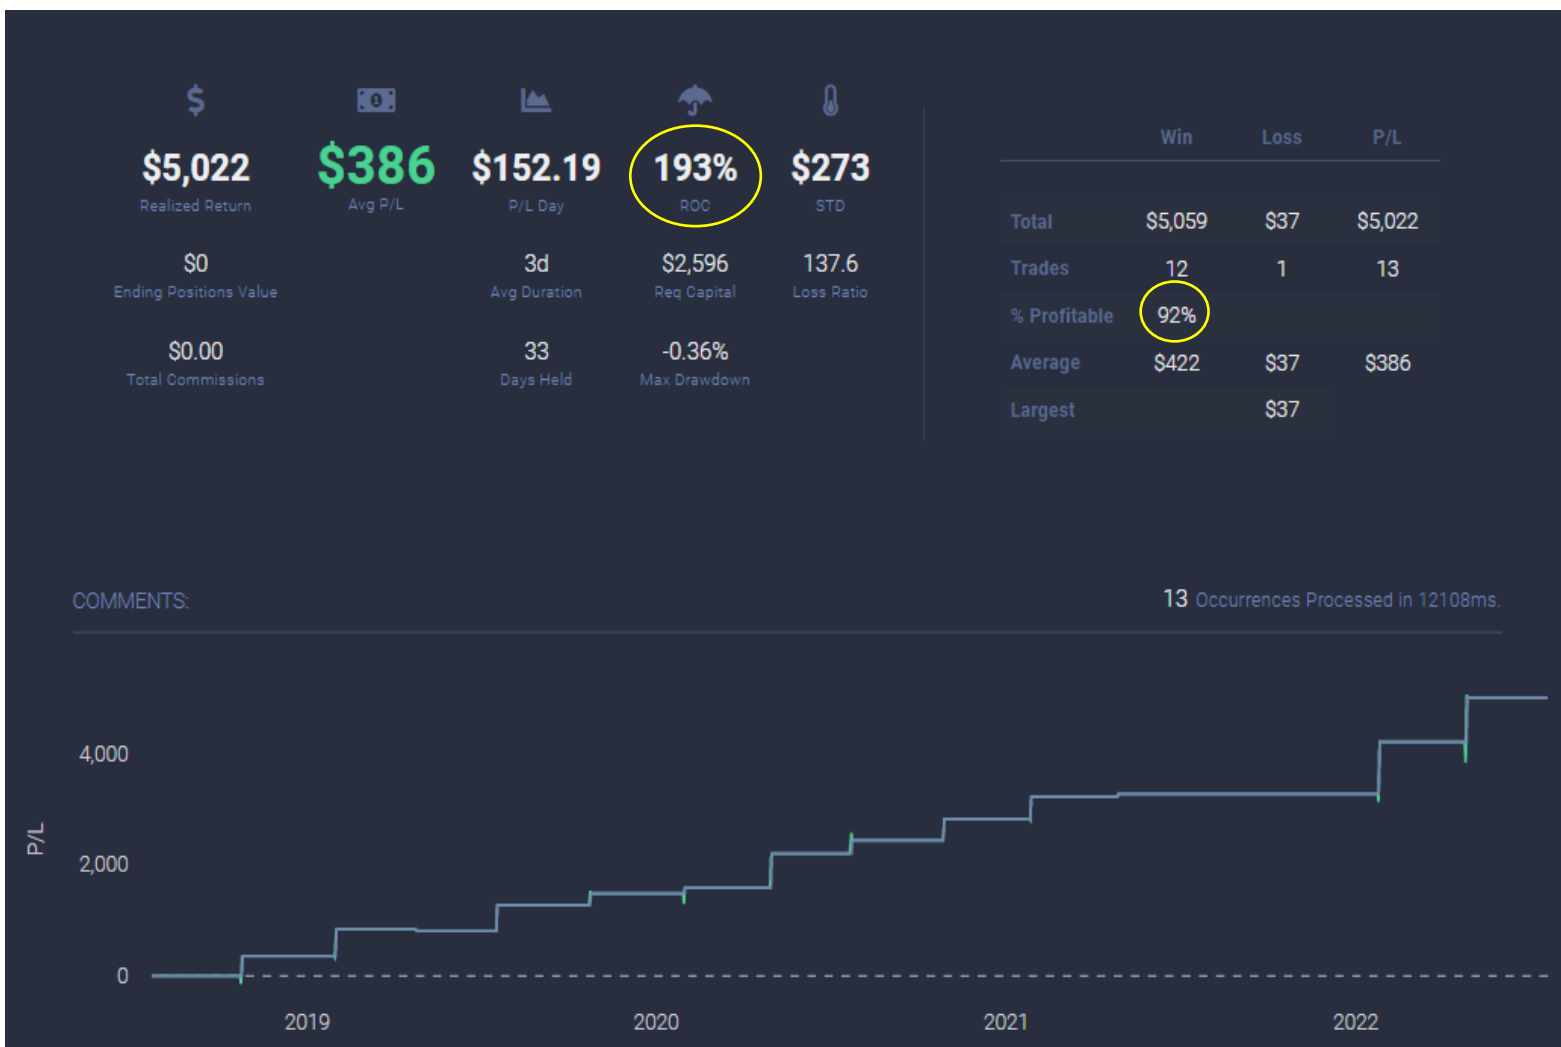 $5,022 $386 $152.19 193% $273
Realized Return Avg P/L P/L Day ROC STD
$0 3d $2,596 137.6
Ending Positions Value Avg Duration Req Capital Loss Ratio
$0.00 33 -0.36%
Total Commissions Days Held Max Drawdown
Win Loss P/L
Total $5,059 $37 $5,022
Trades 12 1 13
% Profitable 92%
Average $422 $37 $386
Largest $37
COMMENTS: 13 Occurrences Processed in 12108ms.
4,000
2,000
0
P/L
2019 2020 2021 2022